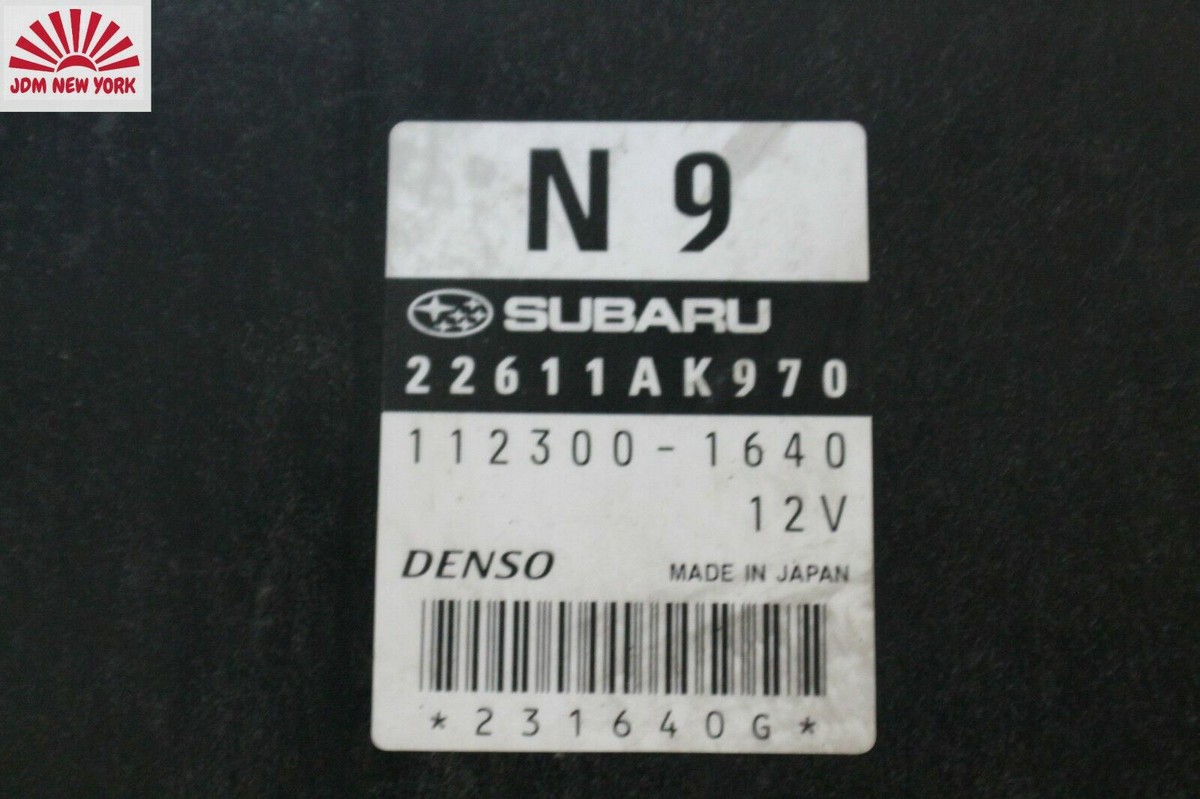 JDM NEW YORK
N 9
SUBARU
22611AK970
112300-1640
12V
DENSO MADE IN JAPAN
*231640G*